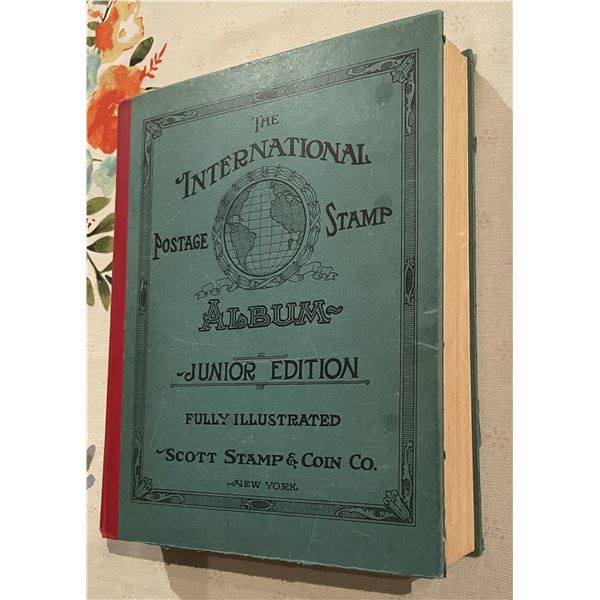 THE
INTERNATIONAL
POSTAGE STAMP
ALBUM
JUNIOR EDITION
FULLY ILLUSTRATED
SCOTT STAMP & COIN CO.
NEW YORK